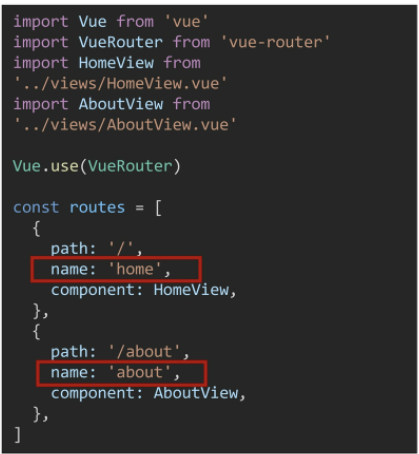 import Vue from 'vue'
import VueRouter from 'vue-router'
import HomeView from
'../views/HomeView.vue'
import AboutView from
'../views/AboutView.vue'
Vue.use(VueRouter)
const routes = [
{
path: '/',
name: 'home',
component: HomeView,
},
{
path: '/about',
name: 'about',
component: AboutView,
},
]